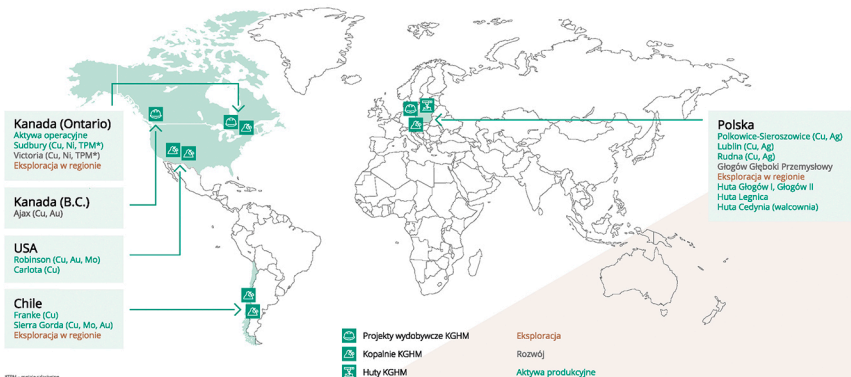 Kanada (Ontario)
Aktywa operacyjne
Sudbury (Cu, Ni, TPM*)
Victoria (Cu, Ni, TPM*)
Eksploracja w regionie
Kanada (B.C.)
Ajax (Cu, Au)
USA
Robinson (Cu, Au, Mo)
Carlota (Cu)
Chile
Franke (Cu)
Sierra Gorda (Cu, Mo, Au)
Eksploracja w regionie
Polska
Polkowice-Sieroszowice (Cu, Ag)
Lublin (Cu, Ag)
Rudna (Cu, Ag)
Głogów Głęboki Przemysłowy
Eksploracja w regionie
Huta Głogów I, Głogów II
Huta Legnica
Huta Cedynia (walcownia)
Projekty wydobywcze KGHM
Kopalnie KGHM
Huty KGHM
Eksploracja
Rozwój
Aktywa produkcyjne